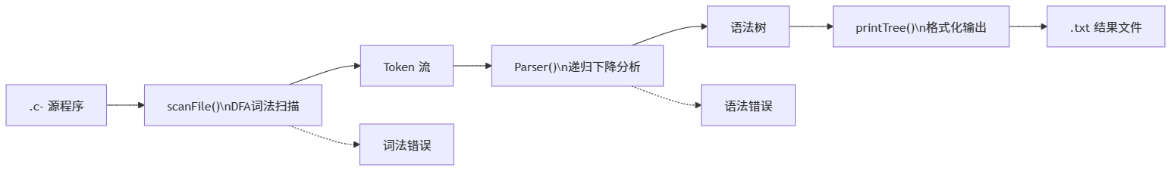 .c- 源程序
scanFile()\nDFA词法扫描
Token 流
词法错误
Parser()\n递归下降分析
语法树
语法错误
printTree()\n格式化输出
.txt 结果文件